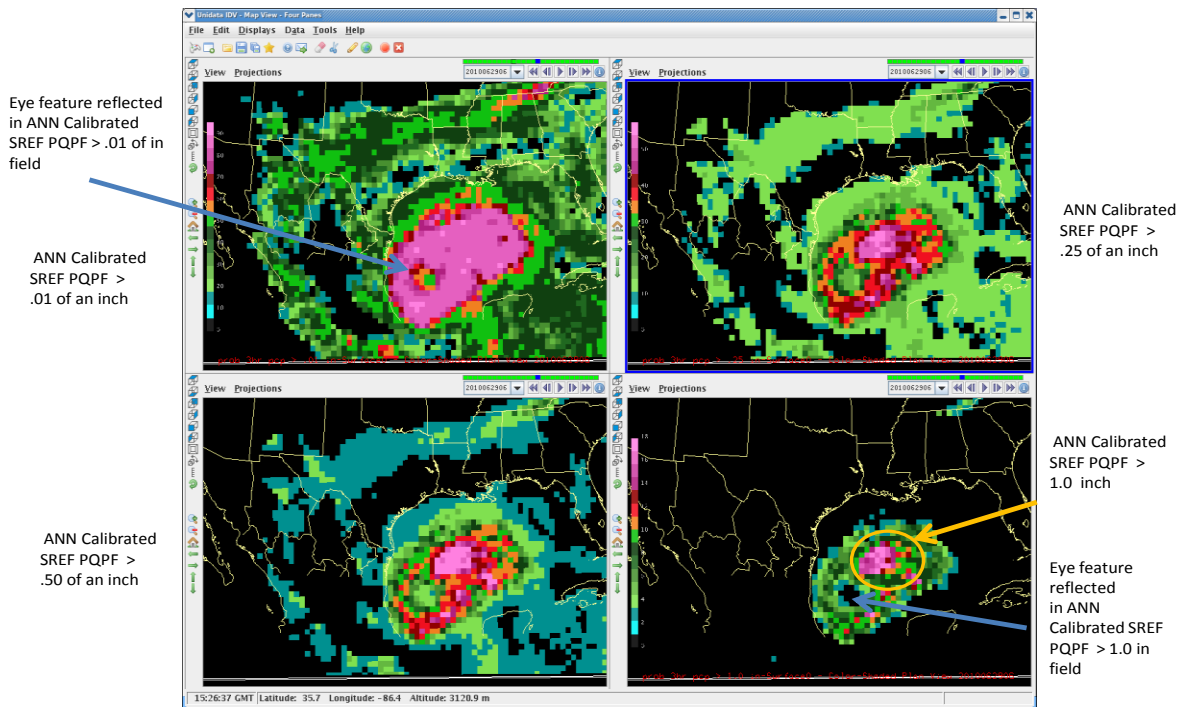 Unidata IDV - Map View - Four Panes
File Edit Displays Data Tools Help
View Projections
2010062906
View Projections
2010062906
Eye feature reflected
in ANN Calibrated
SREF PQPF > .01 of in
field
ANN Calibrated
SREF PQPF >
.01 of an inch
ANN Calibrated
SREF PQPF >
.25 of an inch
View Projections
2010062906
View Projections
2010062906
ANN Calibrated
SREF PQPF >
.50 of an inch
ANN Calibrated
SREF PQPF >
1.0 inch
Eye feature
reflected
in ANN
Calibrated SREF
PQPF > 1.0 in
field
15:26:37 GMT Latitude: 35.7 Longitude: -86.4 Altitude: 3120.9 m